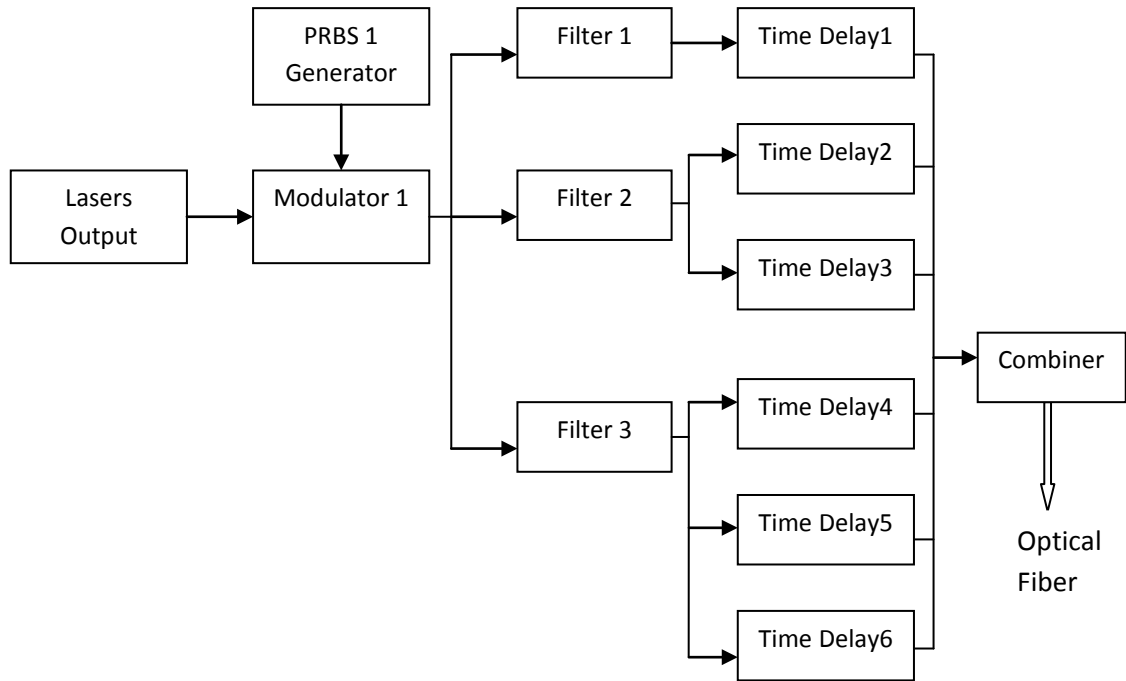 PRBS 1
Generator
Filter 1
Time Delay1
Time Delay2
Lasers
Output
Modulator 1
Filter 2
Time Delay3
Combiner
Filter 3
Time Delay4
Time Delay5
Optical
Fiber
Time Delay6